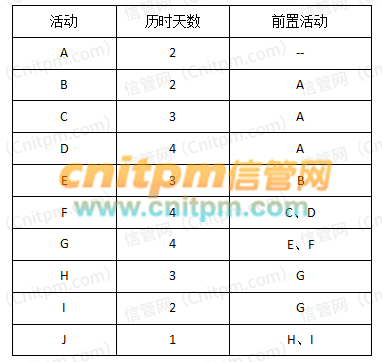 活动 历时天数 前置活动
A 2 --
B 2 A
C 3 A
D 4 A
E 3 B
cnitpm信管网
www.cnitpm.com
F 4 C、D
G 4 E、F
H 3 G
I 2 G
J 1 H、I